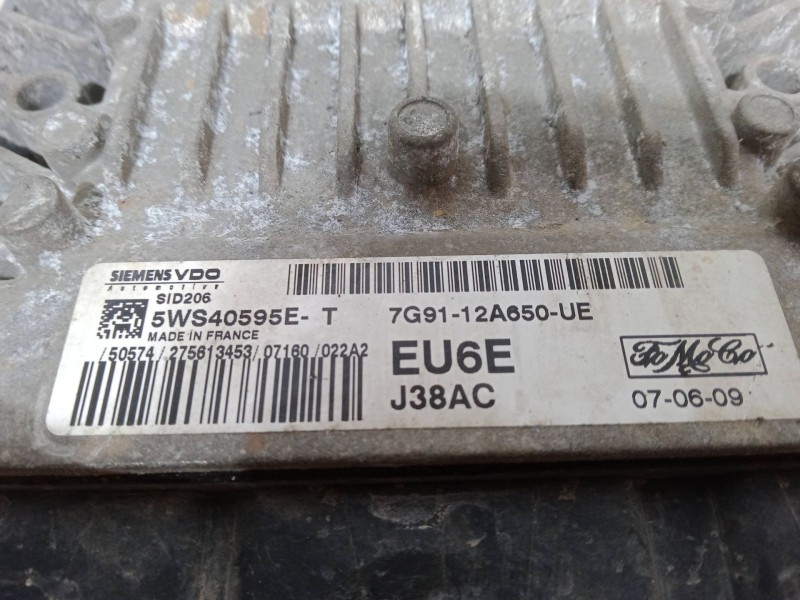 SIEMENS VDO
Automotive
SID206
5WS40595E- T
MADE IN FRANCE
/50574/275613453/07160/022A2
7G91-12A650-UE
EU6E
J38AC
FoMoCo
07-06-09